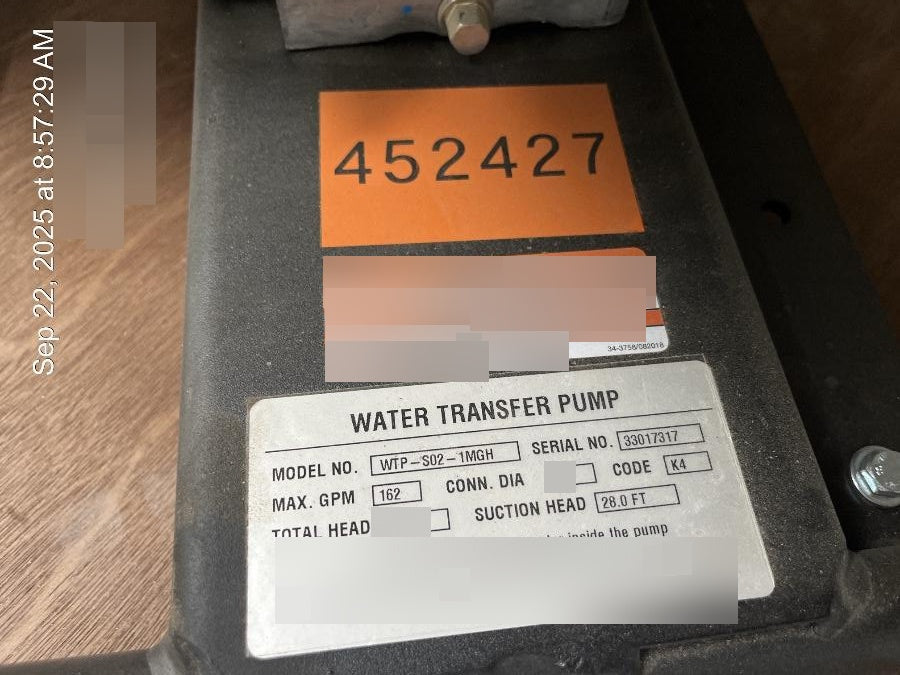 Sep 22, 2025 at 8:57:29 AM
452427
34-3758/082018
WATER TRANSFER PUMP
MODEL NO. WTP-S02-1MGH SERIAL NO. 33017317
MAX. GPM 162 CONN. DIA CODE K4
TOTAL HEAD SUCTION HEAD 28.0 FT
inside the pump